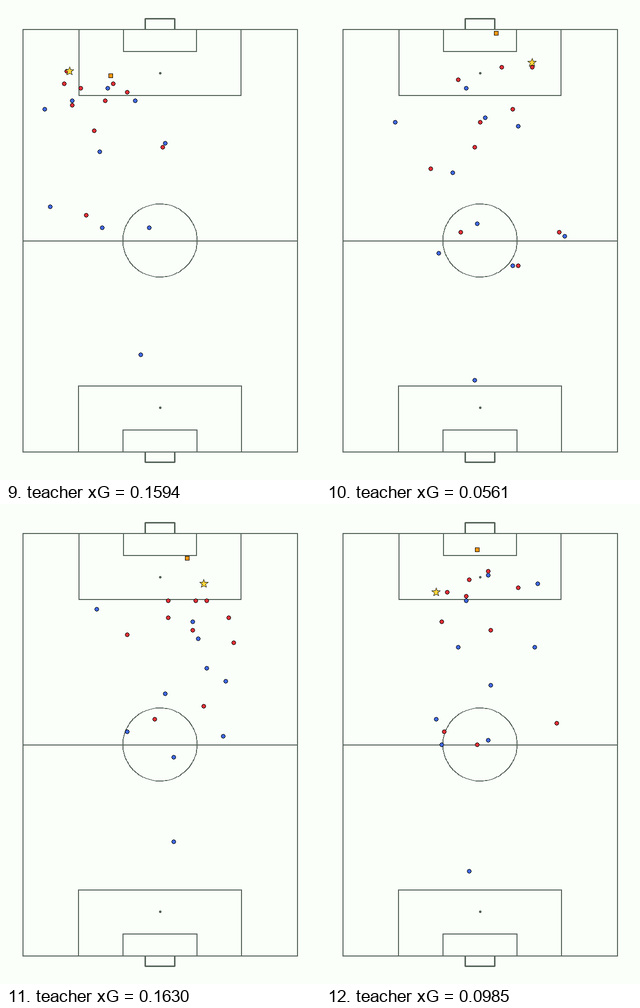 9. teacher xG = 0.1594
10. teacher xG = 0.0561
11. teacher xG = 0.1630
12. teacher xG = 0.0985